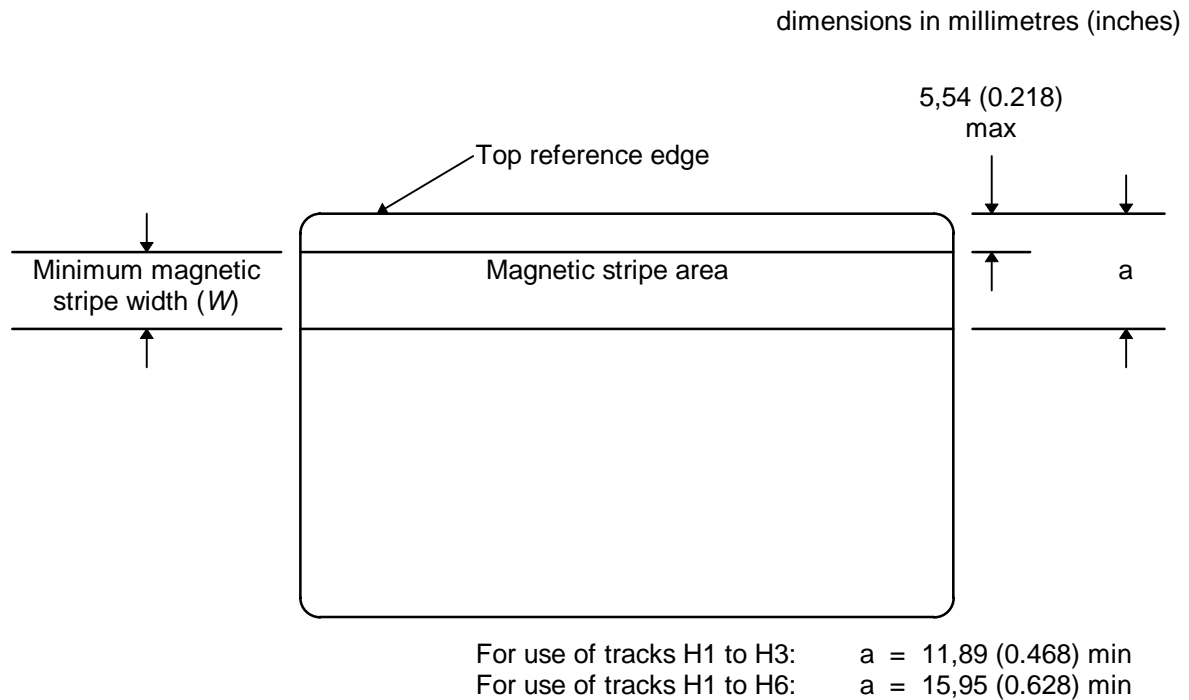 dimensions in millimetres (inches)
5,54 (0.218)
max
Top reference edge
Minimum magnetic
stripe width (W)
Magnetic stripe area
a
For use of tracks H1 to H3: a = 11,89 (0.468) min
For use of tracks H1 to H6: a = 15,95 (0.628) min